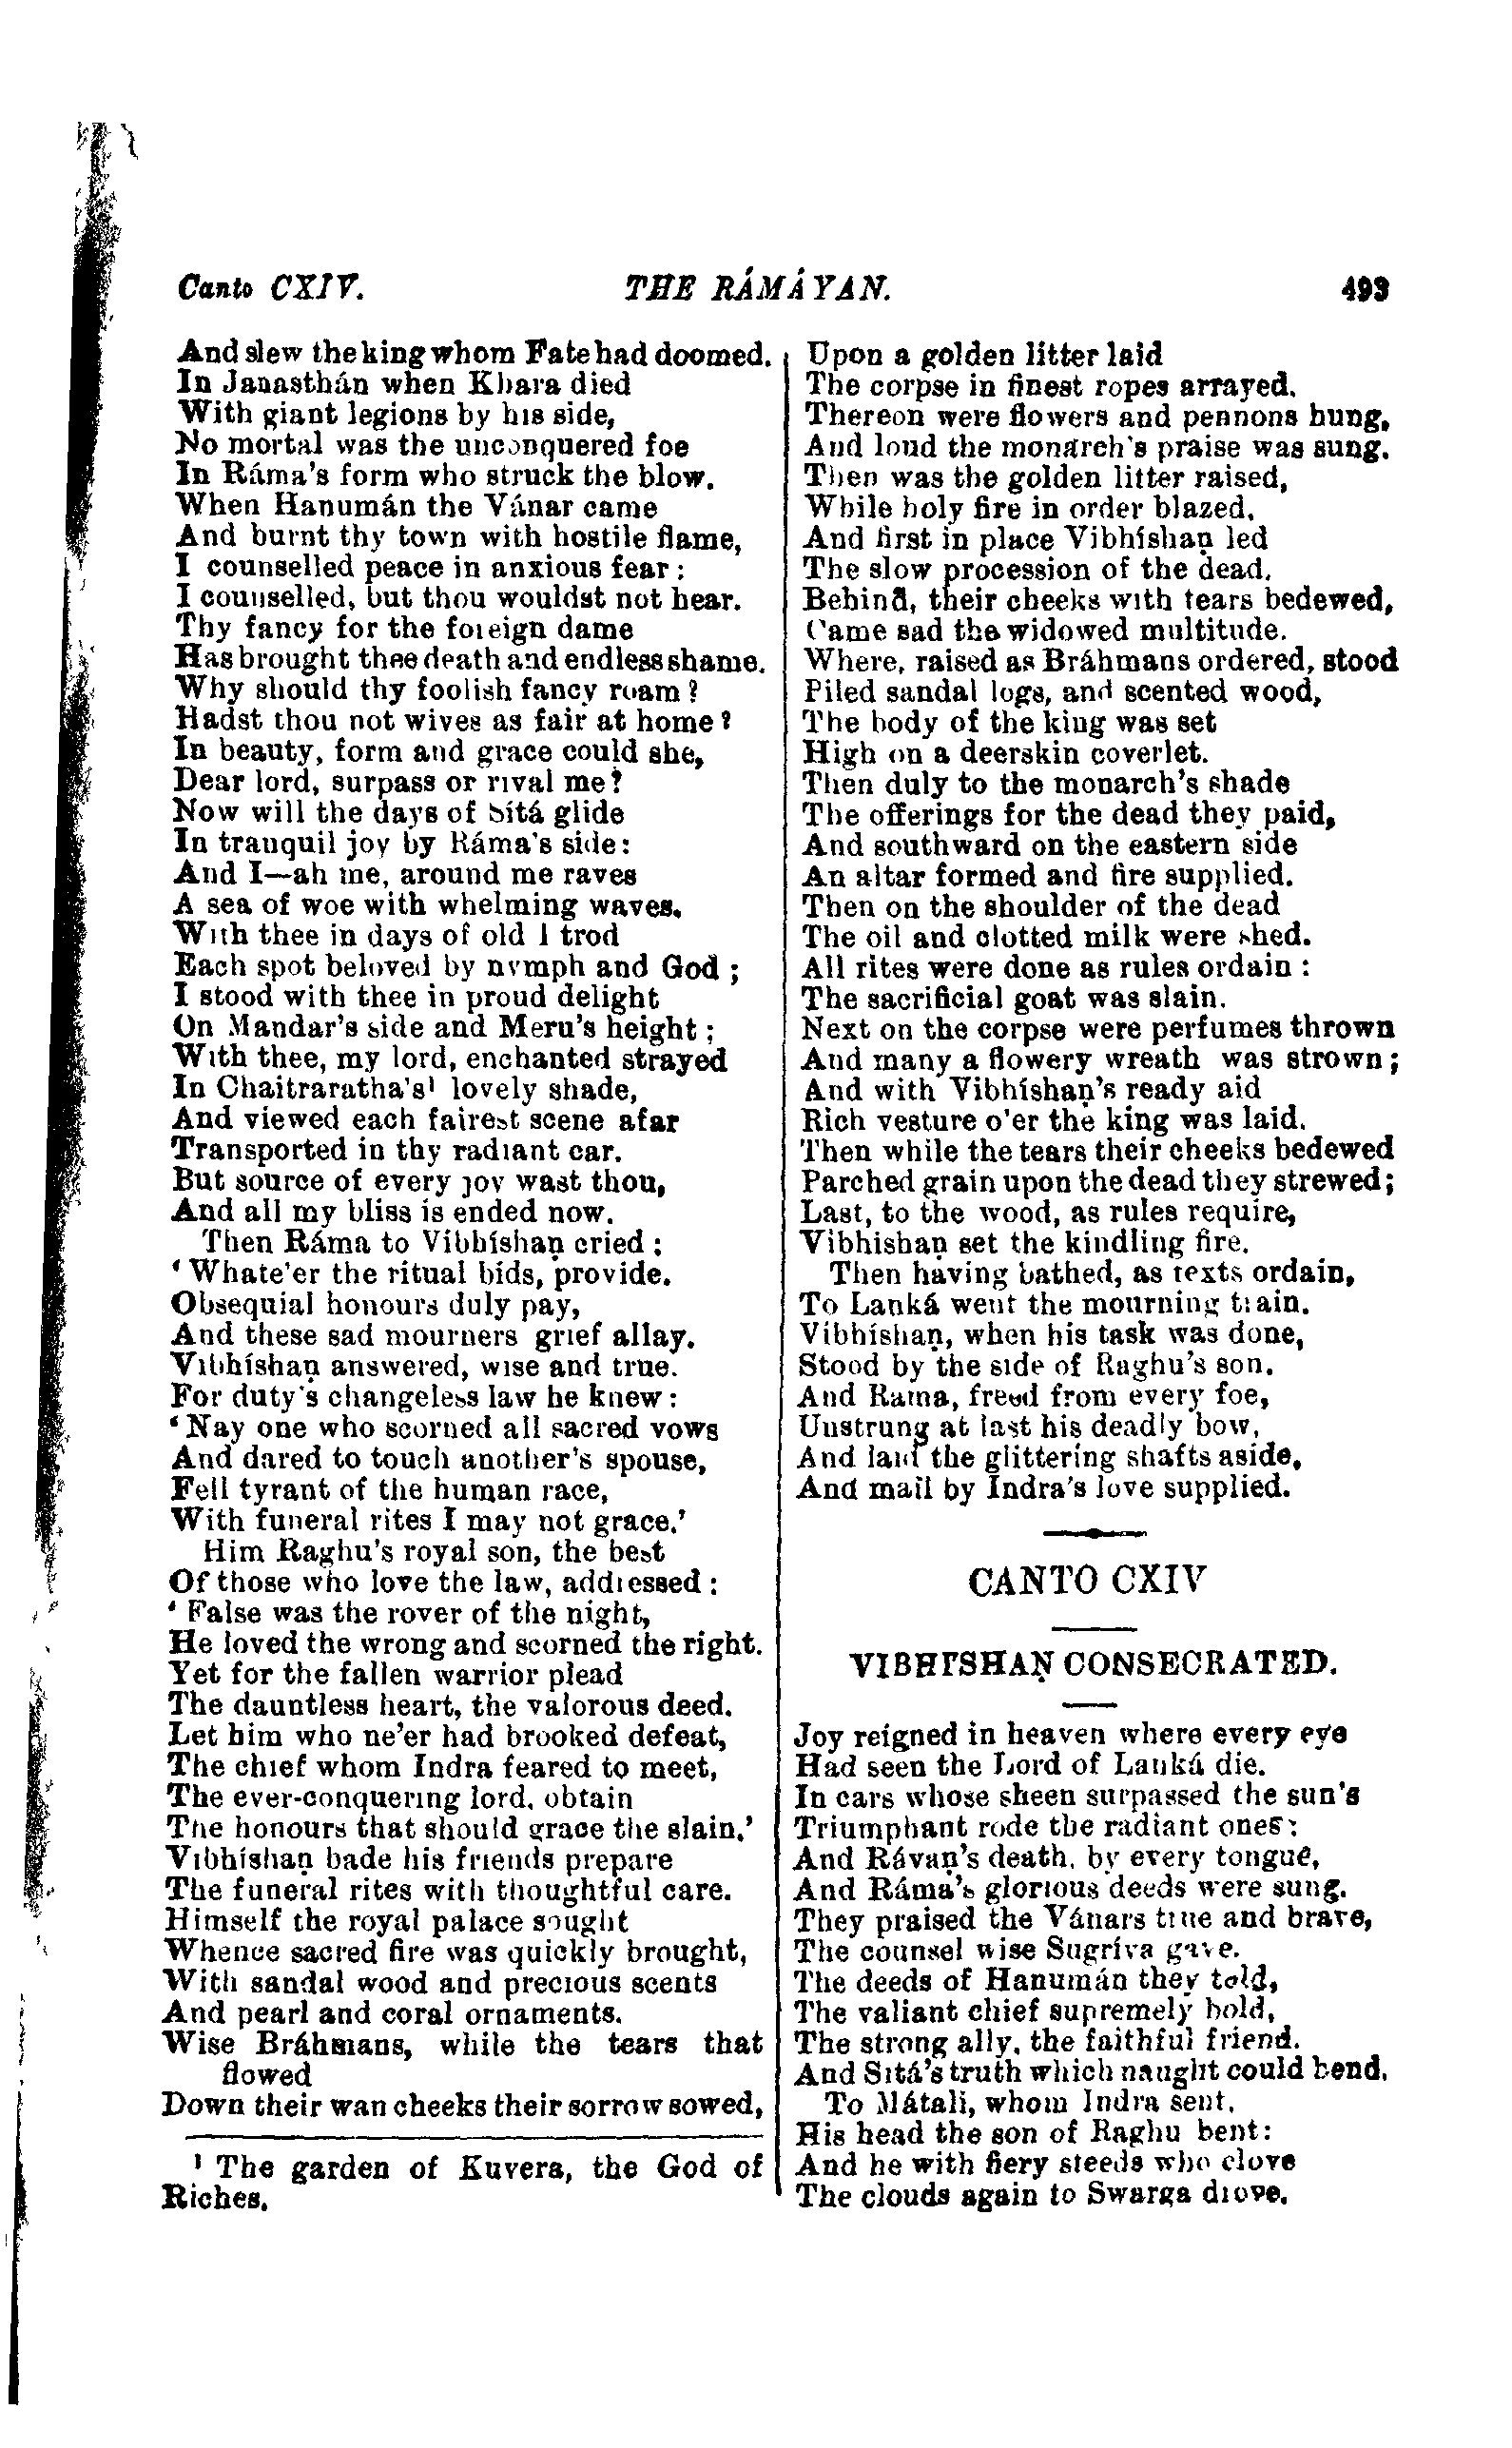 Canto CXIV. THE RÁMÁYAN. 493
And slew the king whom Fate had doomed.
In Janasthán when Khara died
With giant legions by his side,
No mortal was the unconquered foe
In Ráma's form who struck the blow.
When Hanumán the Vánar came
And burnt thy town with hostile flame,
I counselled peace in anxious fear:
I counselled, but thou wouldst not hear.
Thy fancy for the foreign dame
Has brought thee death and endless shame.
Why should thy foolish fancy roam?
Hadst thou not wives as fair at home?
In beauty, form and grace could she,
Dear lord, surpass or rival me?
Now will the days of Sítá glide
In tranquil joy by Ráma's side:
And I—ah me, around me raves
A sea of woe with whelming waves.
With thee in days of old I trod
Each spot beloved by nymph and God;
I stood with thee in proud delight
On Mandar's side and Meru's height;
With thee, my lord, enchanted strayed
In Chaitraratha's¹ lovely shade,
And viewed each fairest scene afar
Transported in thy radiant car.
But source of every joy wast thou,
And all my bliss is ended now.
Then Ráma to Vibhíshaṇ cried:
'Whate'er the ritual bids, provide.
Obsequial honours duly pay,
And these sad mourners grief allay.
Vibhíshaṇ answered, wise and true.
For duty's changeless law he knew:
'Nay one who scorned all sacred vows
And dared to touch another's spouse,
Fell tyrant of the human race,
With funeral rites I may not grace.'
Him Raghu's royal son, the best
Of those who love the law, addressed:
'False was the rover of the night,
He loved the wrong and scorned the right.
Yet for the fallen warrior plead
The dauntless heart, the valorous deed.
Let him who ne'er had brooked defeat,
The chief whom Indra feared to meet,
The ever-conquering lord, obtain
The honours that should grace the slain.'
Vibhíshaṇ bade his friends prepare
The funeral rites with thoughtful care.
Himself the royal palace sought
Whence sacred fire was quickly brought,
With sandal wood and precious scents
And pearl and coral ornaments.
Wise Bráhmans, while the tears that
flowed
Down their wan cheeks their sorrow sowed,
¹ The garden of Kuvera, the God of
Riches.
Upon a golden litter laid
The corpse in finest ropes arrayed.
Thereon were flowers and pennons hung,
And loud the monarch's praise was sung.
Then was the golden litter raised,
While holy fire in order blazed.
And first in place Vibhíshaṇ led
The slow procession of the dead.
Behind, their cheeks with tears bedewed,
Came sad the widowed multitude.
Where, raised as Bráhmans ordered, stood
Piled sandal logs, and scented wood,
The body of the king was set
High on a deerskin coverlet.
Then duly to the monarch's shade
The offerings for the dead they paid,
And southward on the eastern side
An altar formed and fire supplied.
Then on the shoulder of the dead
The oil and clotted milk were shed.
All rites were done as rules ordain:
The sacrificial goat was slain.
Next on the corpse were perfumes thrown
And many a flowery wreath was strown;
And with Vibhíshaṇ's ready aid
Rich vesture o'er the king was laid.
Then while the tears their cheeks bedewed
Parched grain upon the dead they strewed;
Last, to the wood, as rules require,
Vibhishaṇ set the kindling fire.
Then having bathed, as texts ordain,
To Lanká went the mourning train.
Vibhíshaṇ, when his task was done,
Stood by the side of Raghu's son.
And Rama, freed from every foe,
Unstrung at last his deadly bow,
And laid the glittering shafts aside,
And mail by Indra's love supplied.
CANTO CXIV
VIBHÍSHAṆ CONSECRATED.
Joy reigned in heaven where every eye
Had seen the Lord of Lanká die.
In cars whose sheen surpassed the sun's
Triumphant rode the radiant ones:
And Rávaṇ's death, by every tongue,
And Ráma's glorious deeds were sung.
They praised the Vánars true and brave,
The counsel wise Sugríva gave.
The deeds of Hanumán they told,
The valiant chief supremely bold,
The strong ally, the faithful friend.
And Sítá's truth which naught could bend.
To Mátali, whom Indra sent,
His head the son of Raghu bent:
And he with fiery steeds who clove
The clouds again to Swarga drove.